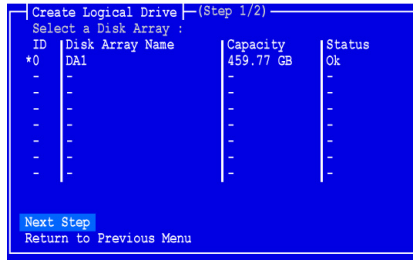 Create Logical Drive (Step 1/2)
Select a Disk Array :
ID Disk Array Name Capacity Status
*0 DA1 459.77 GB Ok
- - - -
- - - -
- - - -
- - - -
- - - -
- - - -
- - - -
Next Step
Return to Previous Menu